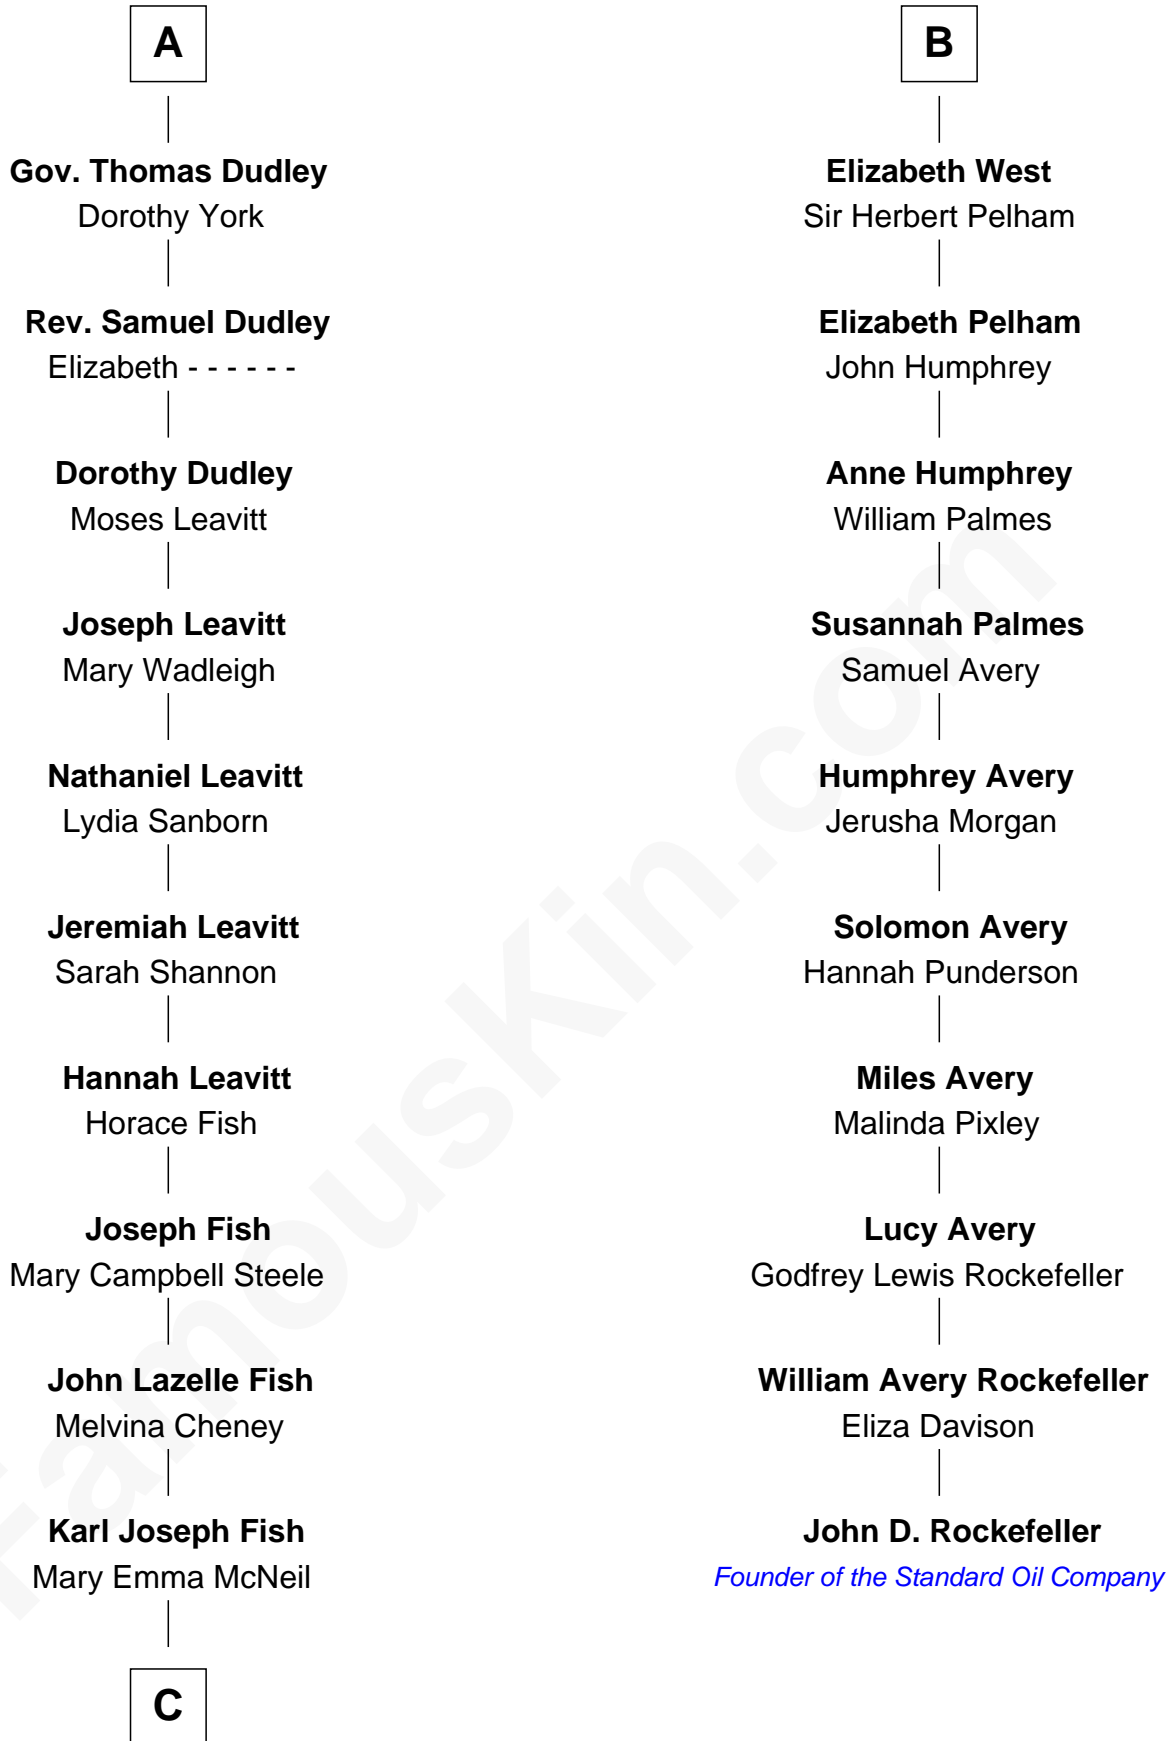 A
Gov. Thomas Dudley
Dorothy York
Rev. Samuel Dudley
Elizabeth - - - - - -
Dorothy Dudley
Moses Leavitt
Joseph Leavitt
Mary Wadleigh
Nathaniel Leavitt
Lydia Sanborn
Jeremiah Leavitt
Sarah Shannon
Hannah Leavitt
Horace Fish
Joseph Fish
Mary Campbell Steele
John Lazelle Fish
Melvina Cheney
Karl Joseph Fish
Mary Emma McNeil
C
B
Elizabeth West
Sir Herbert Pelham
Elizabeth Pelham
John Humphrey
Anne Humphrey
William Palmes
Susannah Palmes
Samuel Avery
Humphrey Avery
Jerusha Morgan
Solomon Avery
Hannah Punderson
Miles Avery
Malinda Pixley
Lucy Avery
Godfrey Lewis Rockefeller
William Avery Rockefeller
Eliza Davison
John D. Rockefeller
Founder of the Standard Oil Company
FamousKin.com